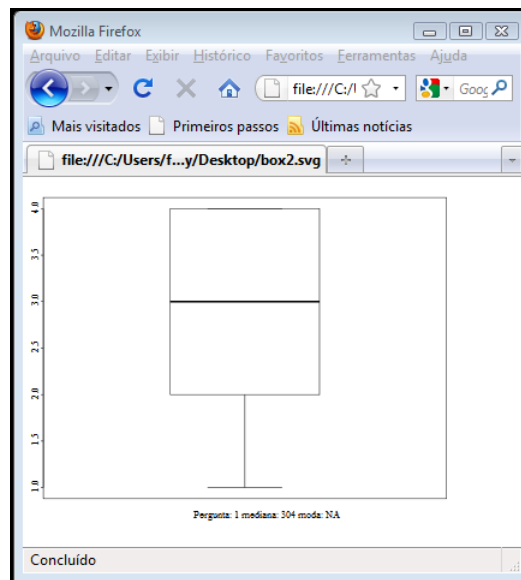 Mozilla Firefox
Arquivo Editar Exibir Histórico Favoritos Ferramentas Ajuda
file:///C:/ Goog
Mais visitados Primeiros passos Últimas notícias
file:///C:/Users/f...y/Desktop/box2.svg
4.0
3.5
3.0
2.5
2.0
1.5
1.0
Pergunta: 1 mediana: 304 moda: NA
Concluído